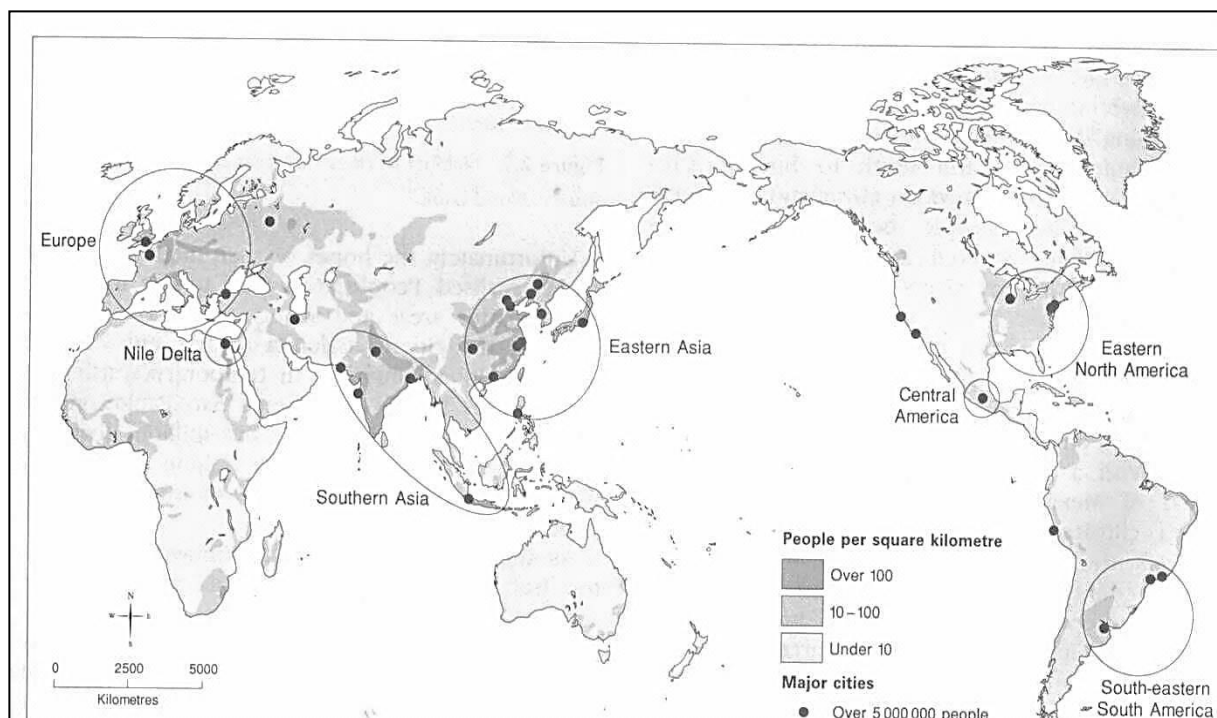 Europe
Nile Delta
Southern Asia
Eastern Asia
Eastern
North America
Central
America
South-eastern
South America
People per square kilometre
Over 100
10–100
Under 10
Major cities
Over 5 000 000 people
N
W E
S
0 2500 5000
Kilometres